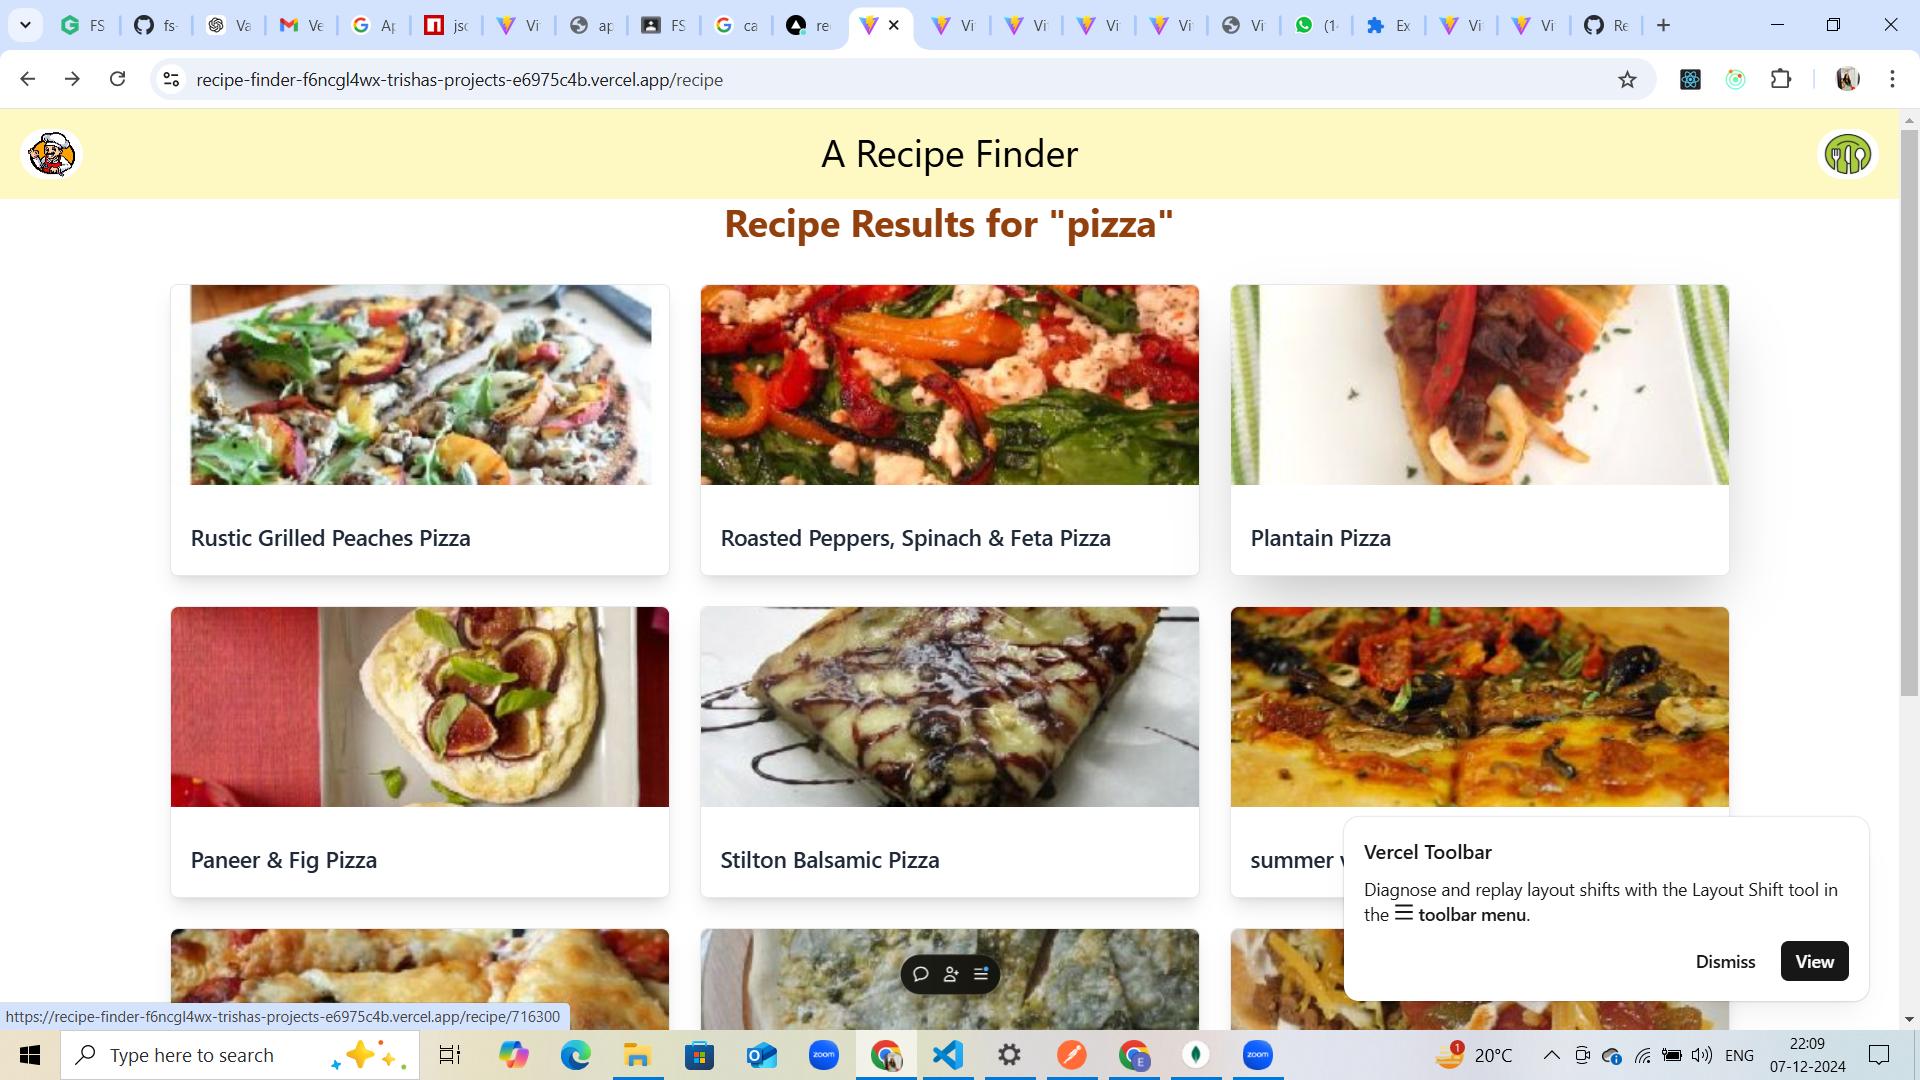 FS
fs-
Va
Ve
Ap
jsc
Vi
ap
FS
ca
re
Vi
Vi
Vi
Vi
Vi
(1
Ex
Vi
Vi
Re
recipe-finder-f6ncgl4wx-trishas-projects-e6975c4b.vercel.app/recipe
A Recipe Finder
Recipe Results for "pizza"
Rustic Grilled Peaches Pizza
Roasted Peppers, Spinach & Feta Pizza
Plantain Pizza
Paneer & Fig Pizza
Stilton Balsamic Pizza
summer
Vercel Toolbar
Diagnose and replay layout shifts with the Layout Shift tool in
the toolbar menu.
Dismiss
View
https://recipe-finder-f6ncgl4wx-trishas-projects-e6975c4b.vercel.app/recipe/716300
Type here to search
zoom
E
zoom
1
20°C
ENG
22:09
07-12-2024